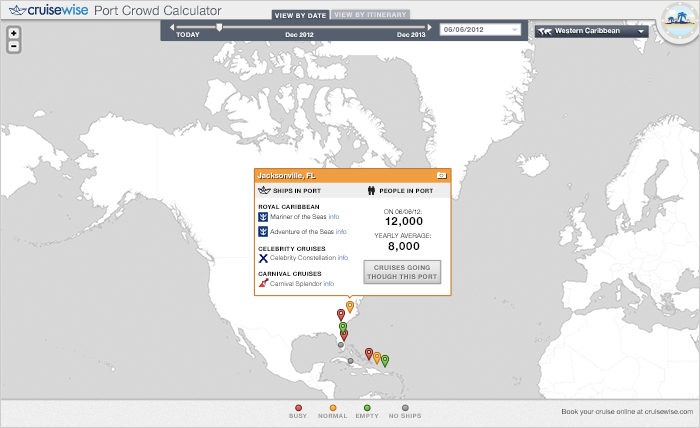 cruisewise Port Crowd Calculator
VIEW BY DATE
VIEW BY ITINERARY
TODAY
Dec 2012
Dec 2013
06/06/2012
Western Caribbean
+
-
Jacksonville, FL
SHIPS IN PORT
PEOPLE IN PORT
ROYAL CARIBBEAN
Mariner of the Seas info
Adventure of the Seas info
CELEBRITY CRUISES
Celebrity Constellation info
CARNIVAL CRUISES
Carnival Splendor info
ON 06/06/12:
12,000
YEARLY AVERAGE:
8,000
CRUISES GOING
THOUGH THIS PORT
BUSY
NORMAL
EMPTY
NO SHIPS
Book your cruise online at cruisewise.com